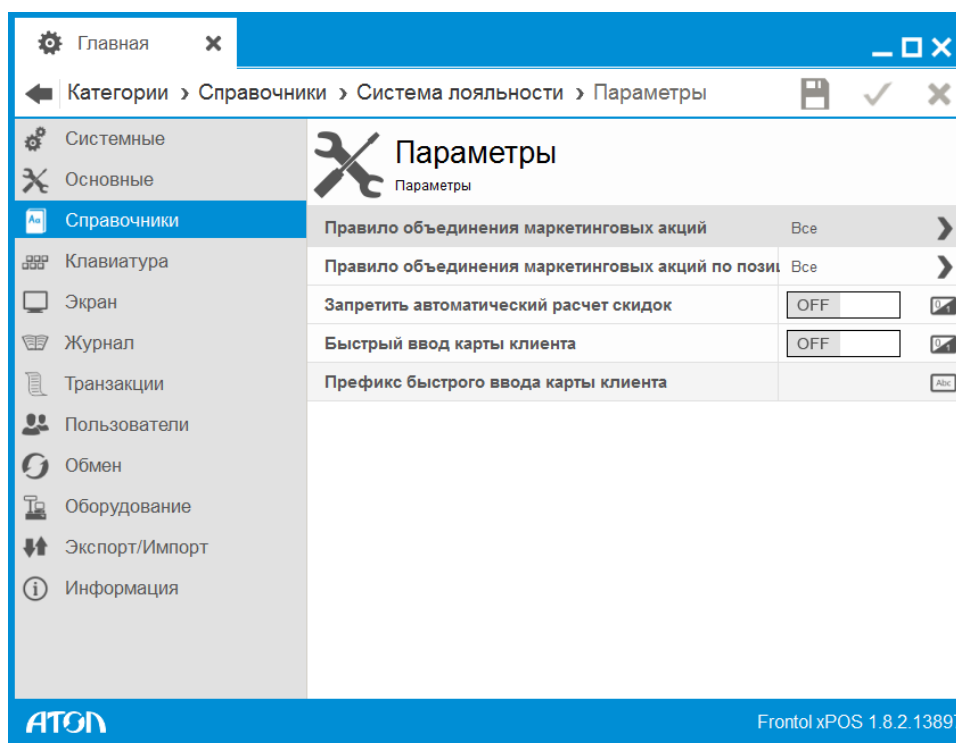 Главная
Категории › Справочники › Система лояльности › Параметры
Системные
Основные
Справочники
Клавиатура
Экран
Журнал
Транзакции
Пользователи
Обмен
Оборудование
Экспорт/Импорт
Информация
Параметры
Параметры
Правило объединения маркетинговых акций Все
Правило объединения маркетинговых акций по пози Все
Запретить автоматический расчет скидок OFF
Быстрый ввод карты клиента OFF
Префикс быстрого ввода карты клиента Abc
АТОЛ Frontol xPOS 1.8.2.13897